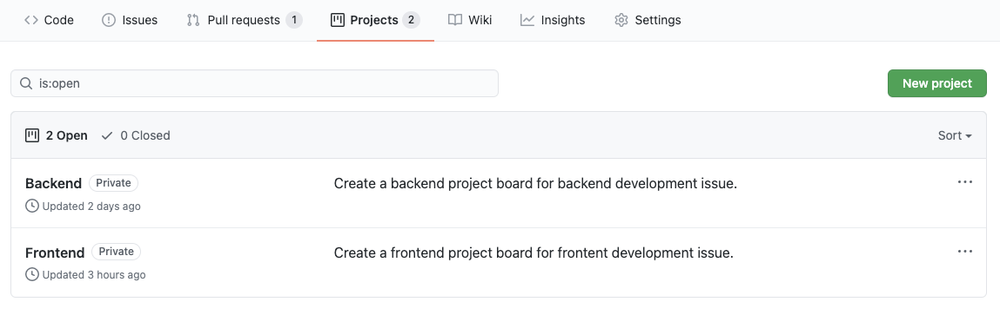 Code Issues Pull requests 1 Projects 2 Wiki Insights Settings
is:open New project
2 Open 0 Closed Sort
Backend Private Create a backend project board for backend development issue.
Updated 2 days ago
Frontend Private Create a frontend project board for frontent development issue.
Updated 3 hours ago